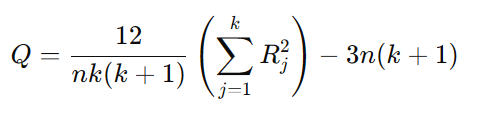 Q = \frac{12}{nk(k+1)} \left( \sum_{j=1}^{k} R_j^2 \right) - 3n(k+1)